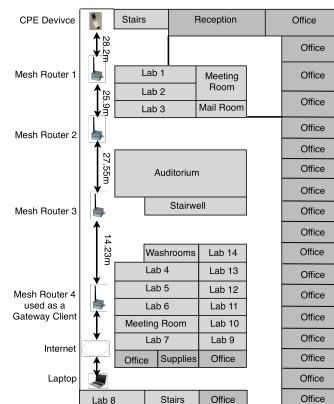 CPE Devivce
Stairs
Reception
Office
28.2m
Office
Mesh Router 1
Lab 1
Meeting
Room
Office
Lab 2
25.9m
Lab 3
Mail Room
Office
Mesh Router 2
Office
Office
27.55m
Office
Auditorium
Office
Stairwell
Office
Mesh Router 3
Office
14.23m
Office
Washrooms
Lab 14
Office
Lab 4
Lab 13
Office
Lab 5
Lab 12
Office
Mesh Router 4
used as a
Gateway Client
Lab 6
Lab 11
Office
Meeting Room
Lab 10
Office
Internet
Lab 7
Lab 9
Office
Office
Supplies
Office
Office
Laptop
Office
Lab 8
Stairs
Office
Office